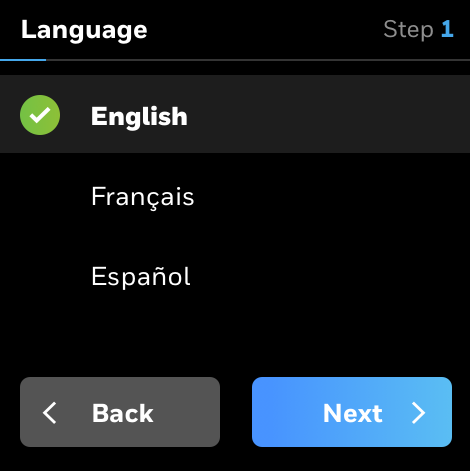 Language Step 1
English
Français
Español
Back Next